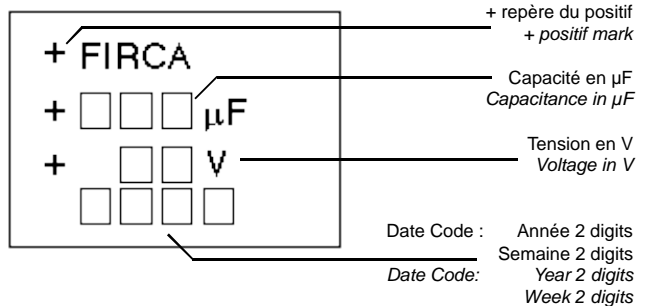 + FIRCA
+ □□□ µF
+ □□ V
□□□□
+ repère du positif
+ positif mark
Capacité en µF
Capacitance in µF
Tension en V
Voltage in V
Date Code : Année 2 digits
Semaine 2 digits
Date Code: Year 2 digits
Week 2 digits